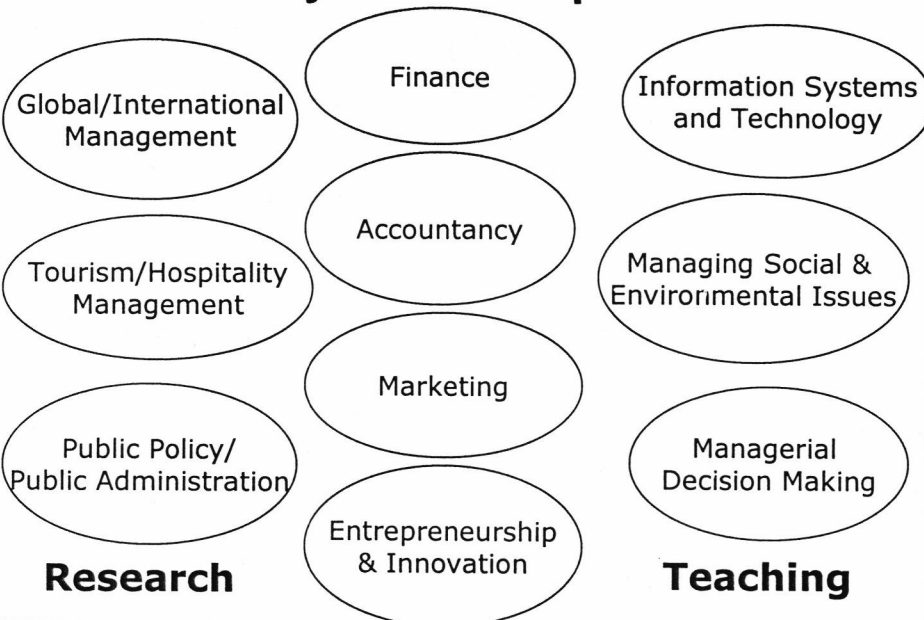 Finance
Global/International
Management
Information Systems
and Technology
Accountancy
Tourism/Hospitality
Management
Managing Social &
Environmental Issues
Marketing
Public Policy/
Public Administration
Managerial
Decision Making
Entrepreneurship
& Innovation
Research
Teaching